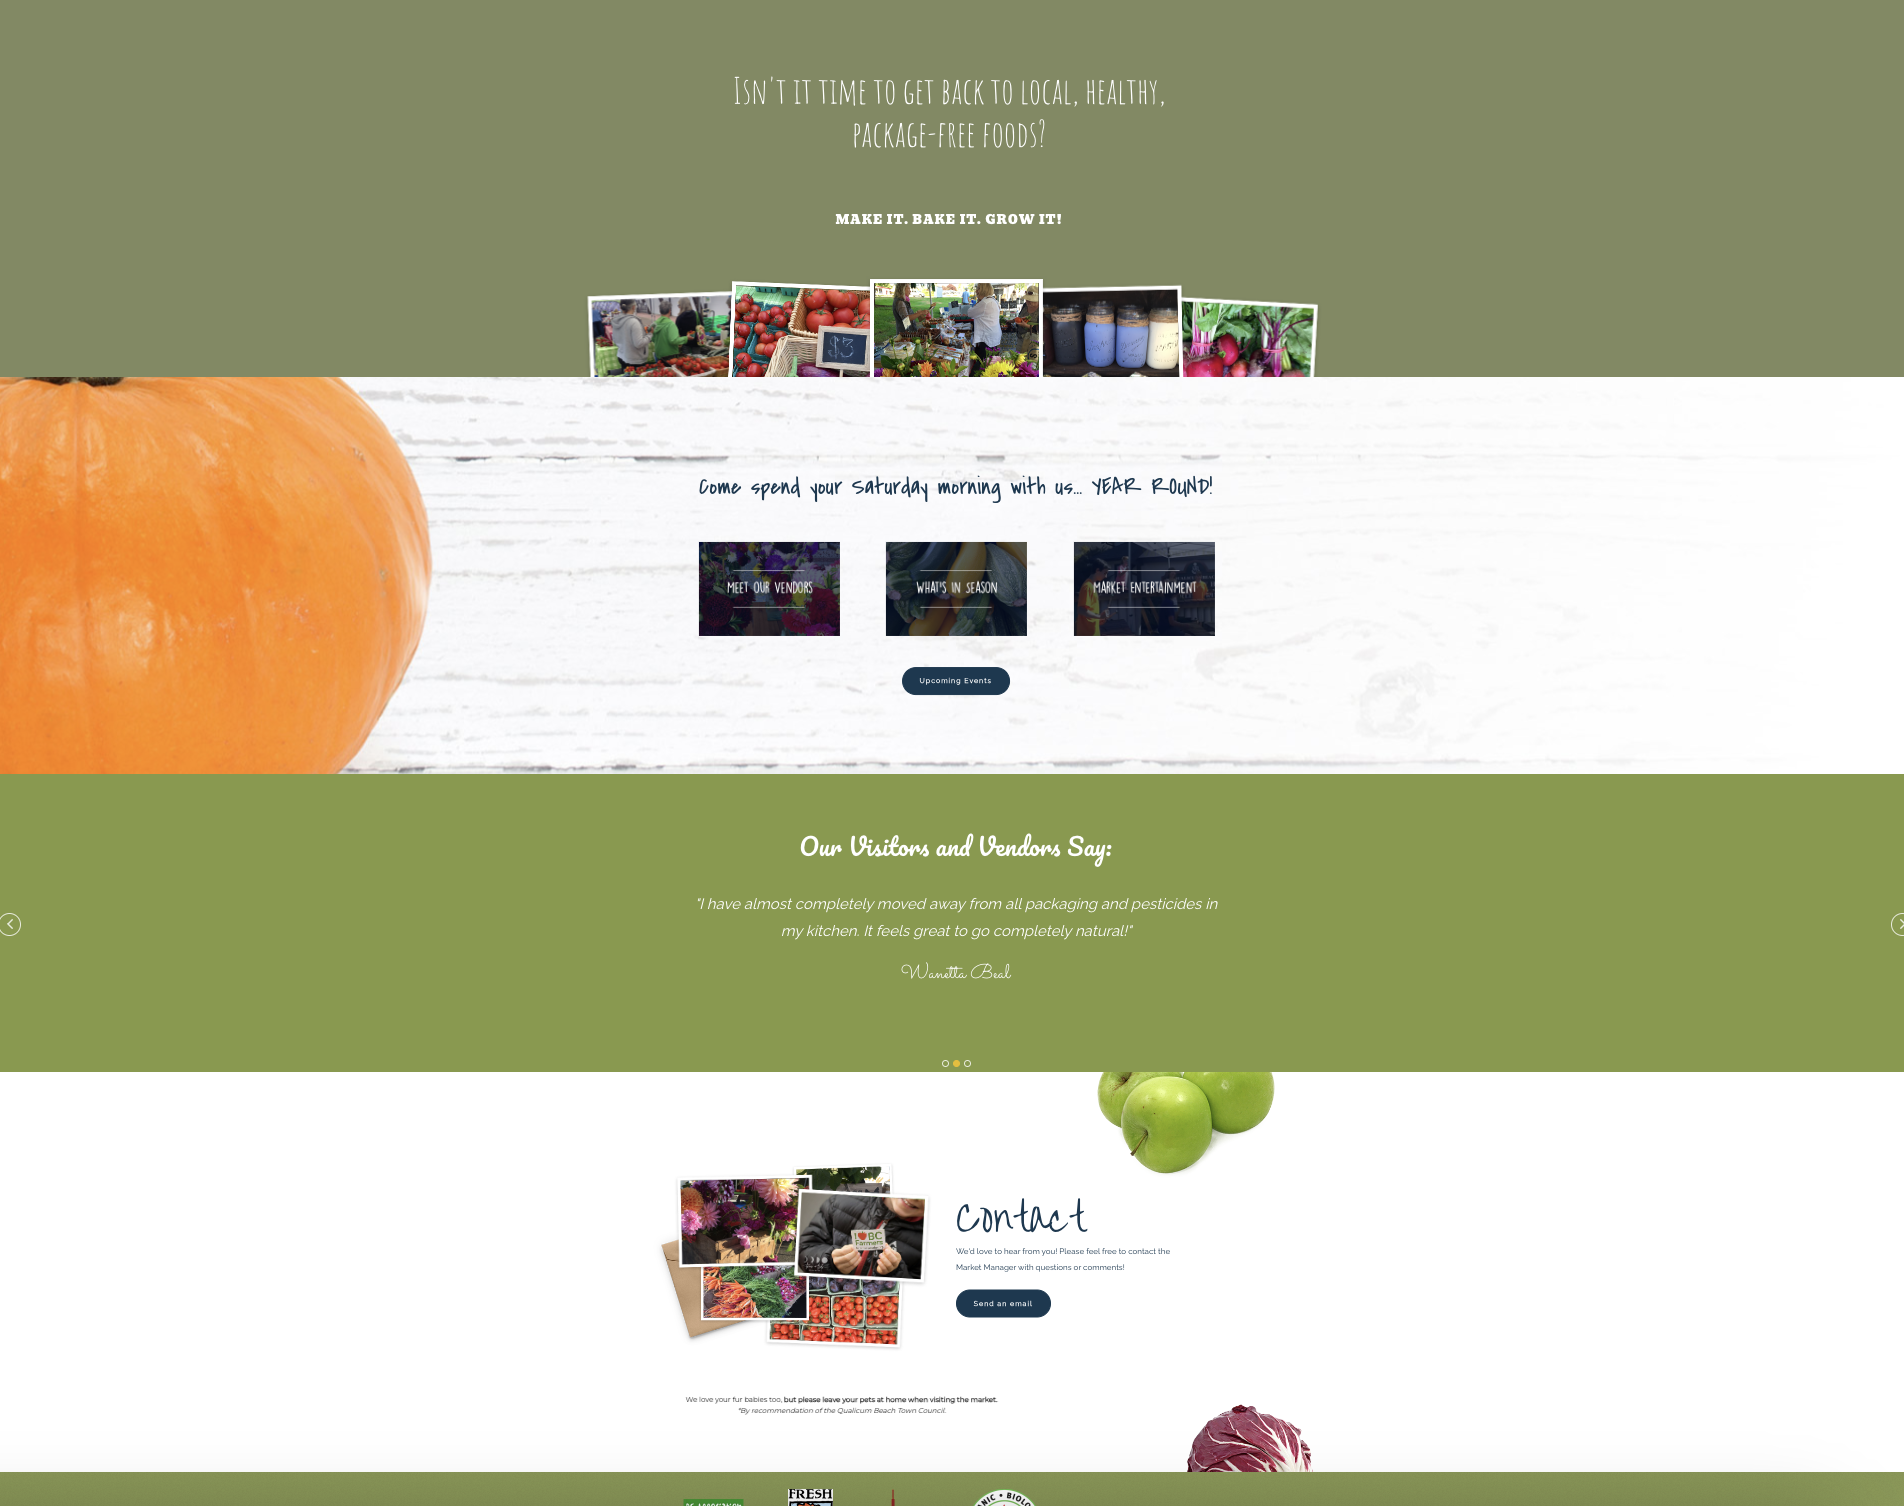 Isn't it time to get back to local, healthy,
package-free foods?
MAKE IT. BAKE IT. GROW IT!
$3
Come spend your Saturday morning with us... YEAR ROUND!
MEET OUR VENDORS
WHAT'S IN SEASON
MARKET ENTERTAINMENT
Upcoming Events
Our Visitors and Vendors Say:
"I have almost completely moved away from all packaging and pesticides in
my kitchen. It feels great to go completely natural!"
Wanetta Beal
I BC
Farmers
Contact
We'd love to hear from you! Please feel free to contact the
Market Manager with questions or comments!
Send an email
We love your fur babies too, but please leave your pets at home when visiting the market.
*By recommendation of the Qualicum Beach Town Council.
FRESH